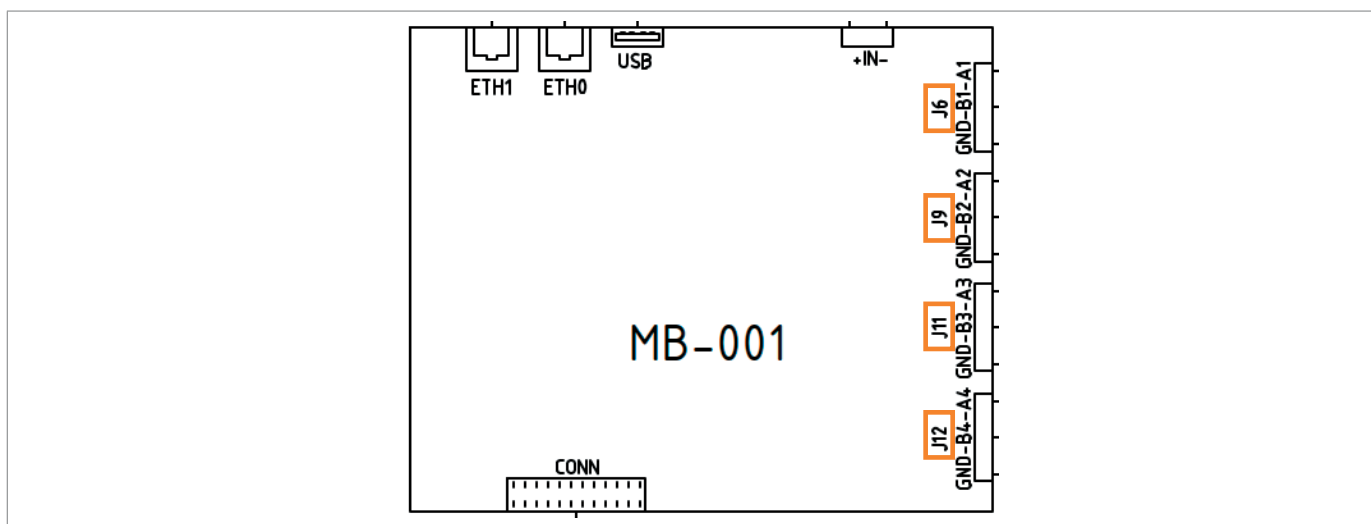 ETH1
ETH0
USB
+IN-
J6
GND-B1-A1
J9
GND-B2-A2
J11
GND-B3-A3
MB-001
J12
GND-B4-A4
CONN